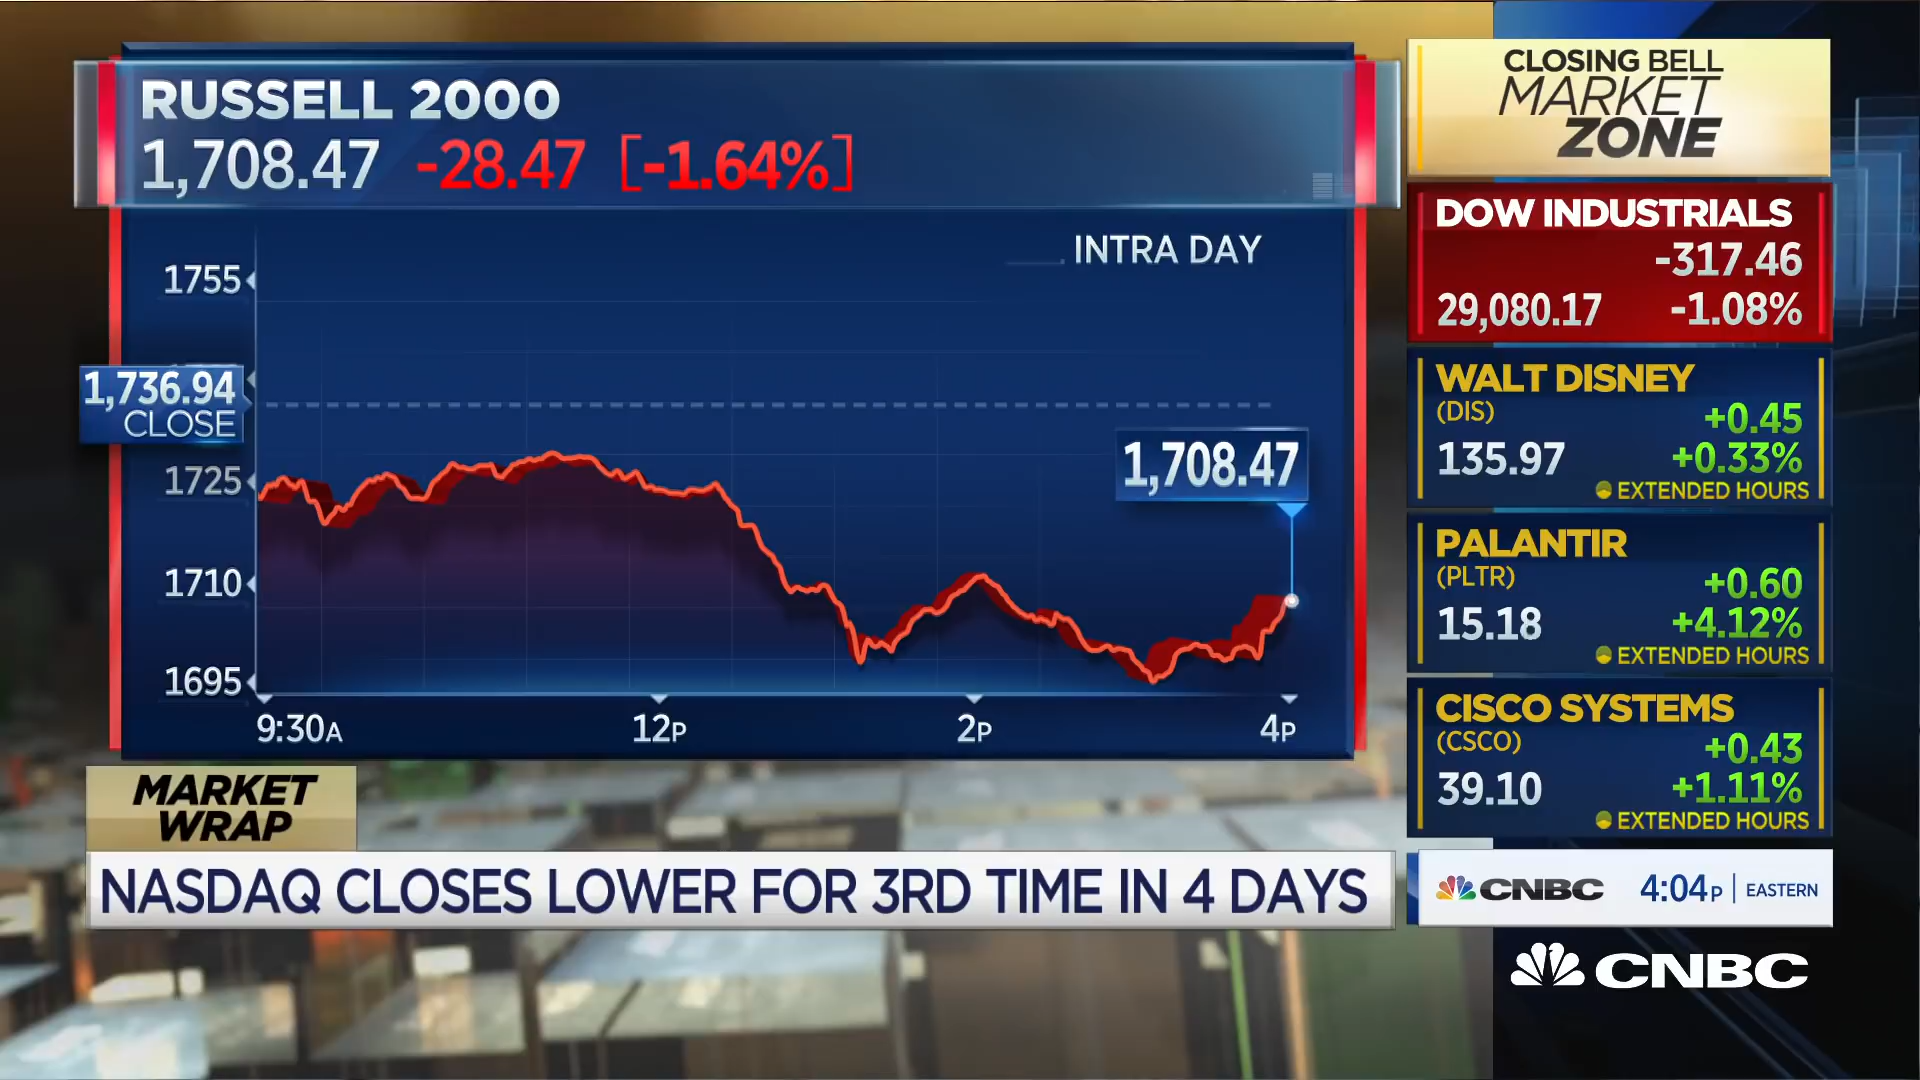 RUSSELL 2000
1,708.47 -28.47 [-1.64%]
INTRA DAY
1755
1,736.94
CLOSE
1725
1710
1695
1,708.47
9:30A 12P 2P 4P
MARKET
WRAP
NASDAQ CLOSES LOWER FOR 3RD TIME IN 4 DAYS
CLOSING BELL
MARKET
ZONE
DOW INDUSTRIALS
-317.46
29,080.17 -1.08%
WALT DISNEY
(DIS) +0.45
135.97 +0.33%
EXTENDED HOURS
PALANTIR
(PLTR) +0.60
15.18 +4.12%
EXTENDED HOURS
CISCO SYSTEMS
(CSCO) +0.43
39.10 +1.11%
EXTENDED HOURS
CNBC 4:04P | EASTERN
CNBC